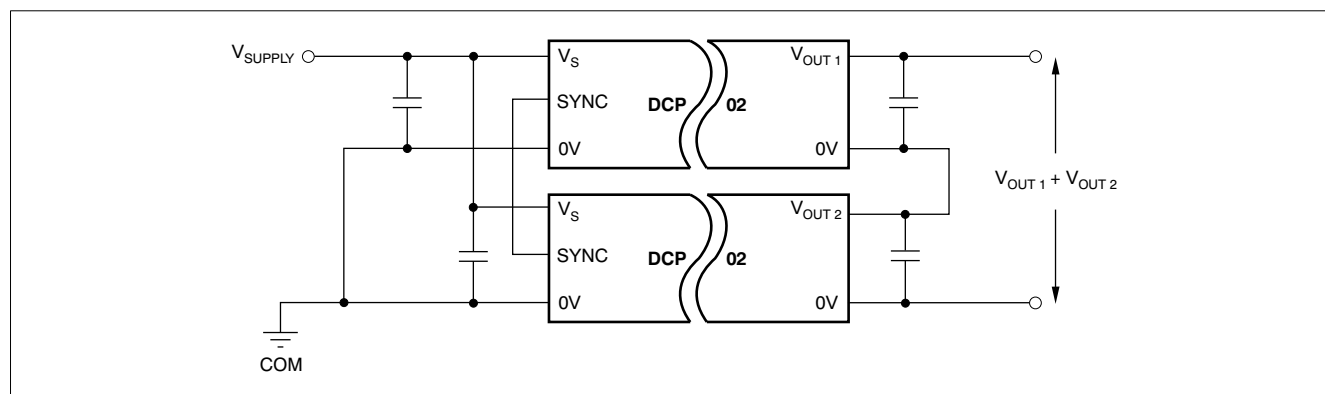 VSUPPLY
VS
SYNC
0V
DCP
02
VOUT 1
0V
VS
SYNC
0V
DCP
02
VOUT 2
0V
VOUT 1 + VOUT 2
COM